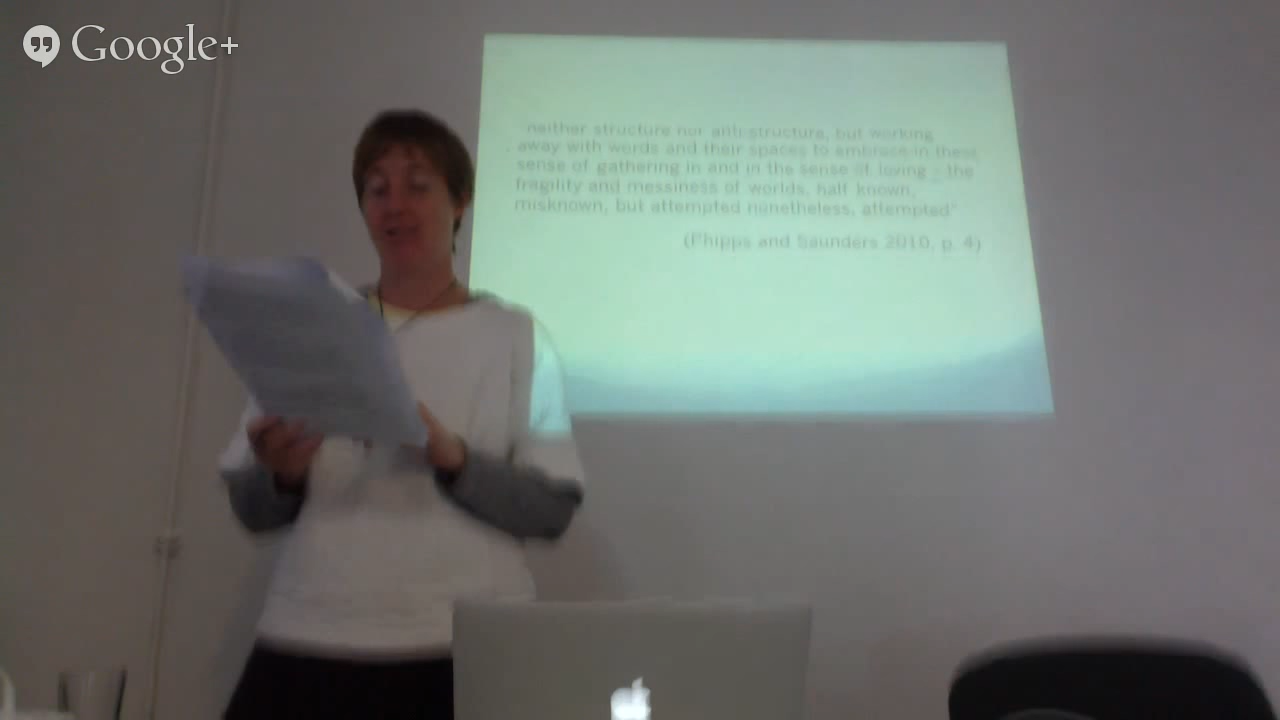 Google+
neither structure nor anti-structure, but working
away with words and their spaces to embrace-in these
sense of gathering in and in the sense of loving - the
fragility and messiness of worlds, half known,
misknown, but attempted nonetheless, attempted"
(Phipps and Saunders 2010, p. 4)